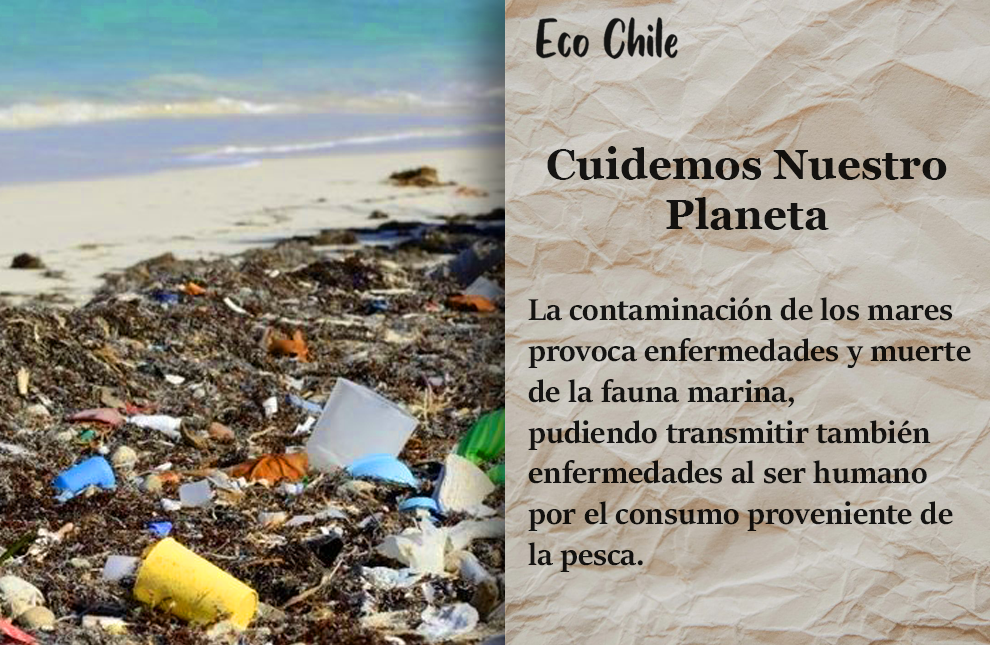 Eco Chile
Cuidemos Nuestro
Planeta
La contaminación de los mares
provoca enfermedades y muerte
de la fauna marina,
pudiendo transmitir también
enfermedades al ser humano
por el consumo proveniente de
la pesca.